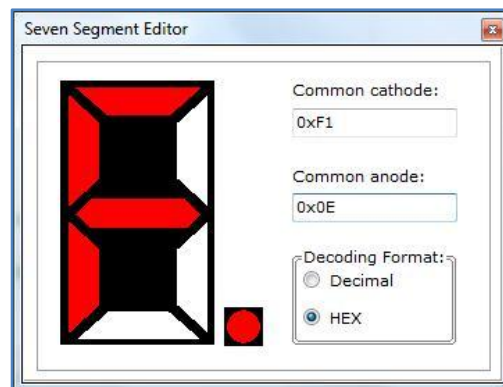 Seven Segment Editor
Common cathode:
0xF1
Common anode:
0x0E
Decoding Format:
Decimal
HEX